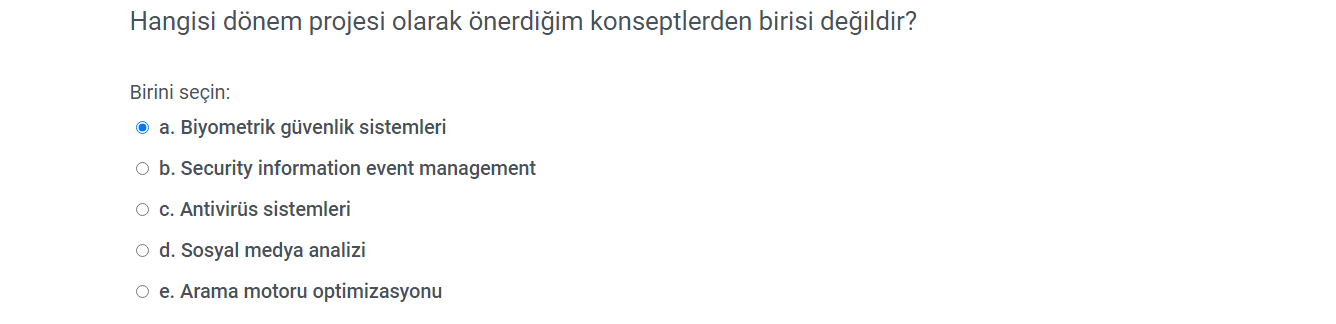 Hangisi dönem projesi olarak önerdiğim konseptlerden birisi değildir?
Birini seçin:
a. Biyometrik güvenlik sistemleri
b. Security information event management
c. Antivirüs sistemleri
d. Sosyal medya analizi
e. Arama motoru optimizasyonu